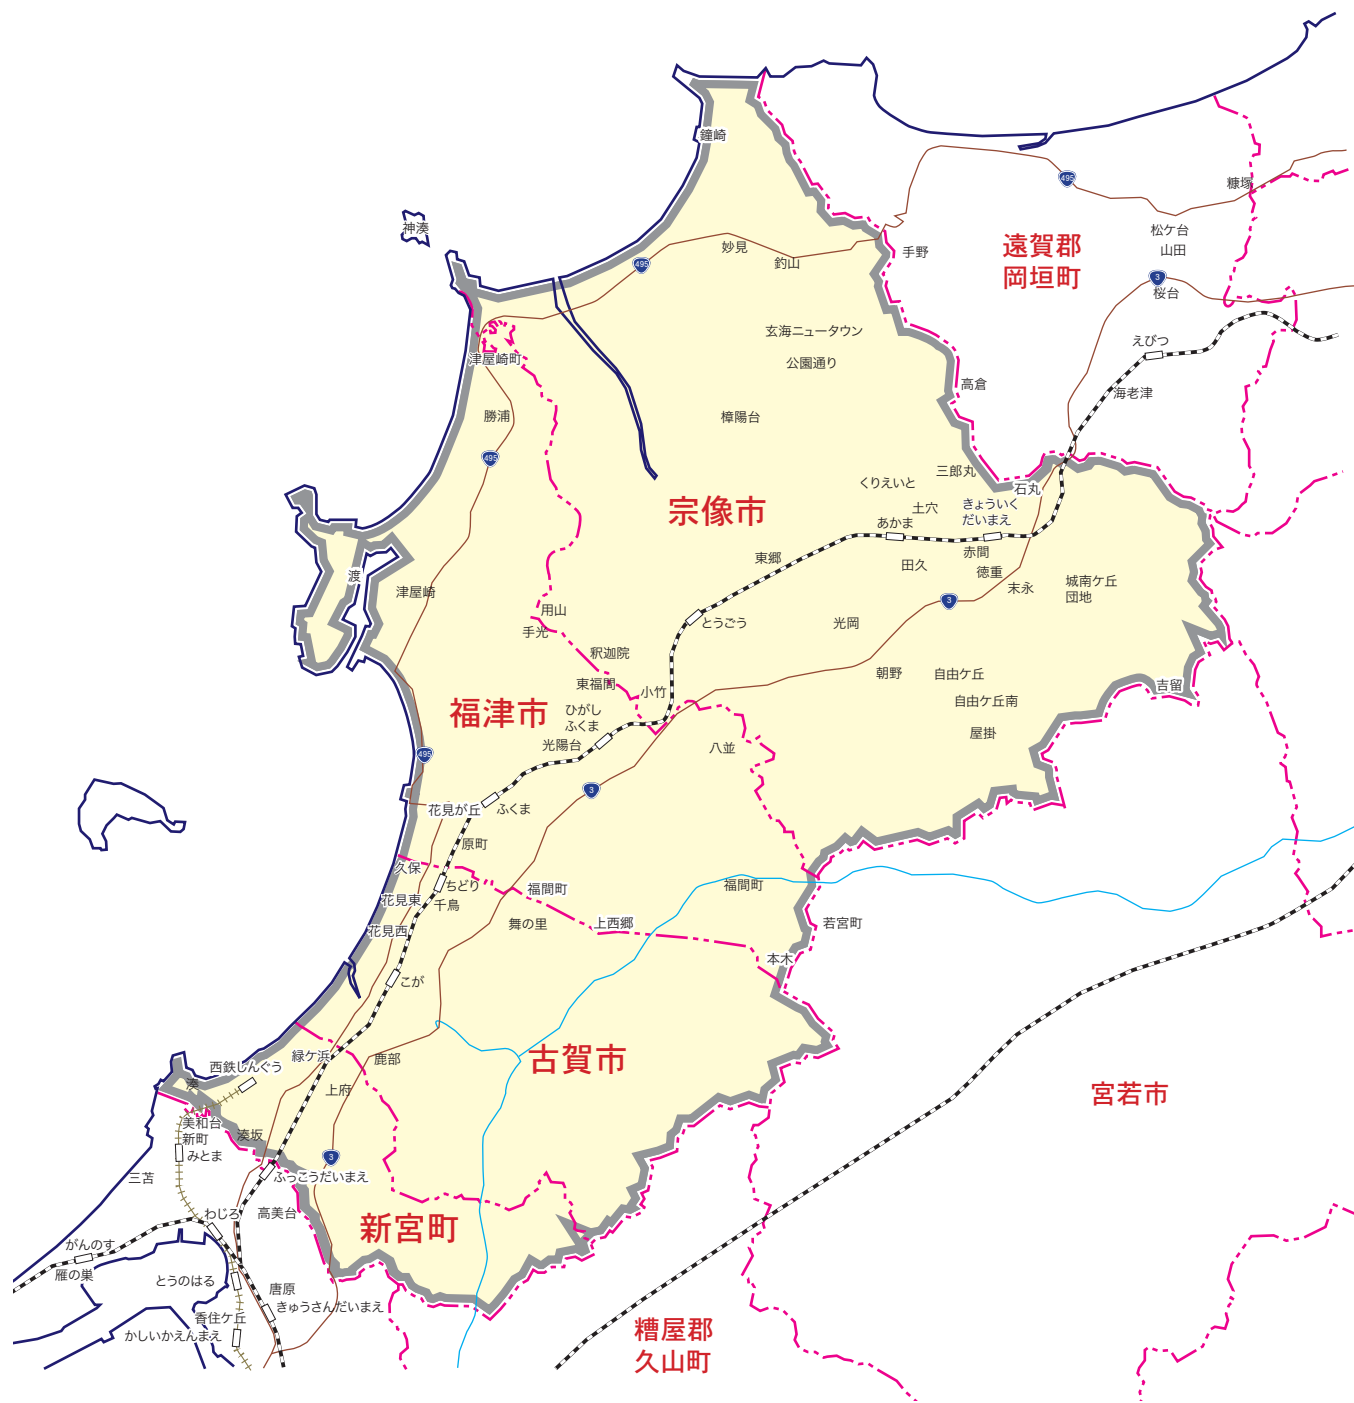 鐘崎
495
糠塚
神湊
松ケ台
山田
遠賀郡
岡垣町
手野
妙見
釣山
495
3
桜台
玄海ニュータウン
公園通り
えびつ
津屋崎町
高倉
海老津
勝浦
樟陽台
495
三郎丸
くりえいと
石丸
きょういく
だいまえ
土穴
宗像市
あかま
赤間
東郷
田久
徳重
末永
城南ケ丘
団地
渡
津屋崎
3
用山
手光
とうごう
光岡
釈迦院
朝野
自由ケ丘
東福間
小竹
吉留
自由ケ丘南
福津市
ひがし
ふくま
屋掛
光陽台
八並
495
3
花見が丘
ふくま
原町
久保
ちどり
福間町
福間町
花見東
千鳥
舞の里
上西郷
若宮町
花見西
本木
こが
緑ケ浜
鹿部
古賀市
西鉄しんぐう
湊
上府
宮若市
美和台
新町
湊坂
みとま
3
三苫
ふっこうだいまえ
わじろ
高美台
新宮町
がんのす
雁の巣
とうのはる
唐原
きゅうさんだいまえ
香住ケ丘
かしいかえんまえ
糟屋郡
久山町